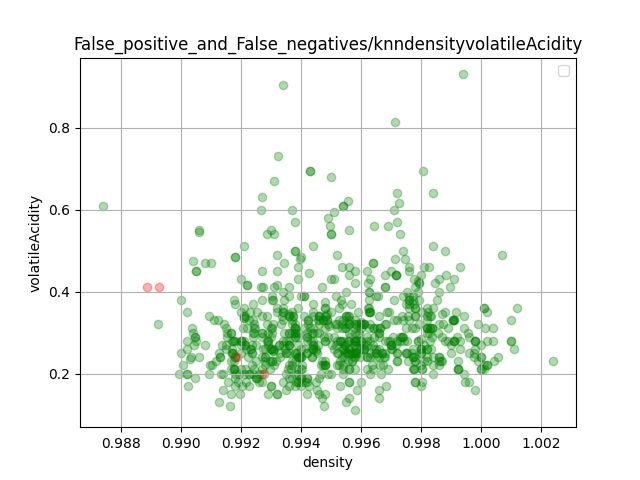 False_positive_and_False_negatives/knndensityvolatileAcidity
0.8
0.6
0.4
0.2
volatileAcidity
0.988 0.990 0.992 0.994 0.996 0.998 1.000 1.002
density